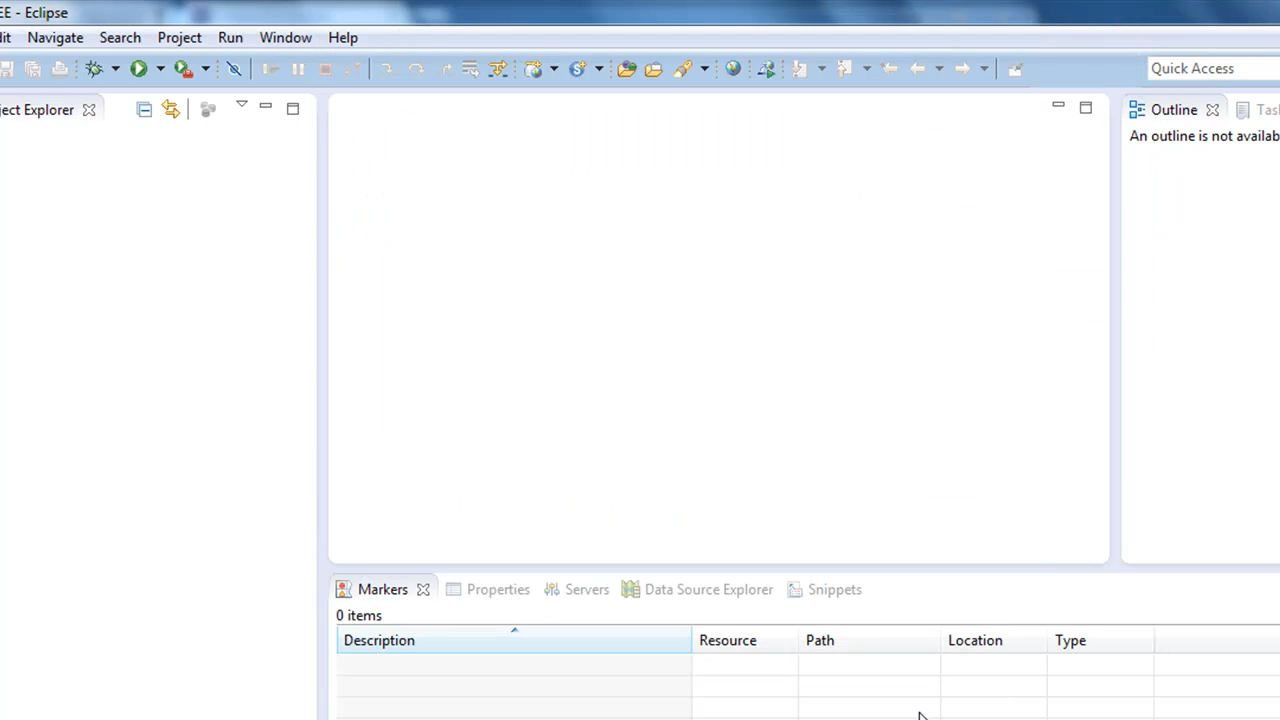 EE - Eclipse
dit Navigate Search Project Run Window Help
Quick Access
ject Explorer
Outline Tas
An outline is not availab
Markers Properties Servers Data Source Explorer Snippets
0 items
Description Resource Path Location Type